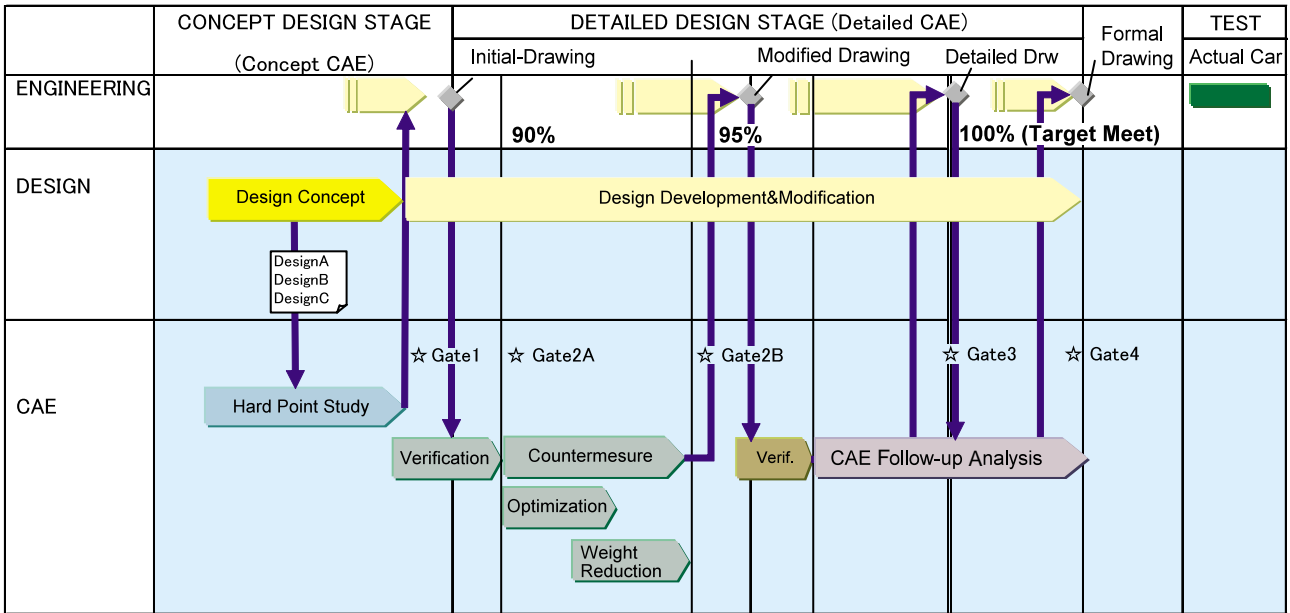 CONCEPT DESIGN STAGE
(Concept CAE)
DETAILED DESIGN STAGE (Detailed CAE)
Formal
Drawing
TEST
Actual Car
Initial-Drawing
Modified Drawing
Detailed Drw
ENGINEERING
90%
95%
100% (Target Meet)
DESIGN
Design Concept
Design Development&Modification
DesignA
DesignB
DesignC
☆ Gate1
☆ Gate2A
☆ Gate2B
☆ Gate3
☆ Gate4
CAE
Hard Point Study
Verification
Countermesure
Verif.
CAE Follow-up Analysis
Optimization
Weight
Reduction